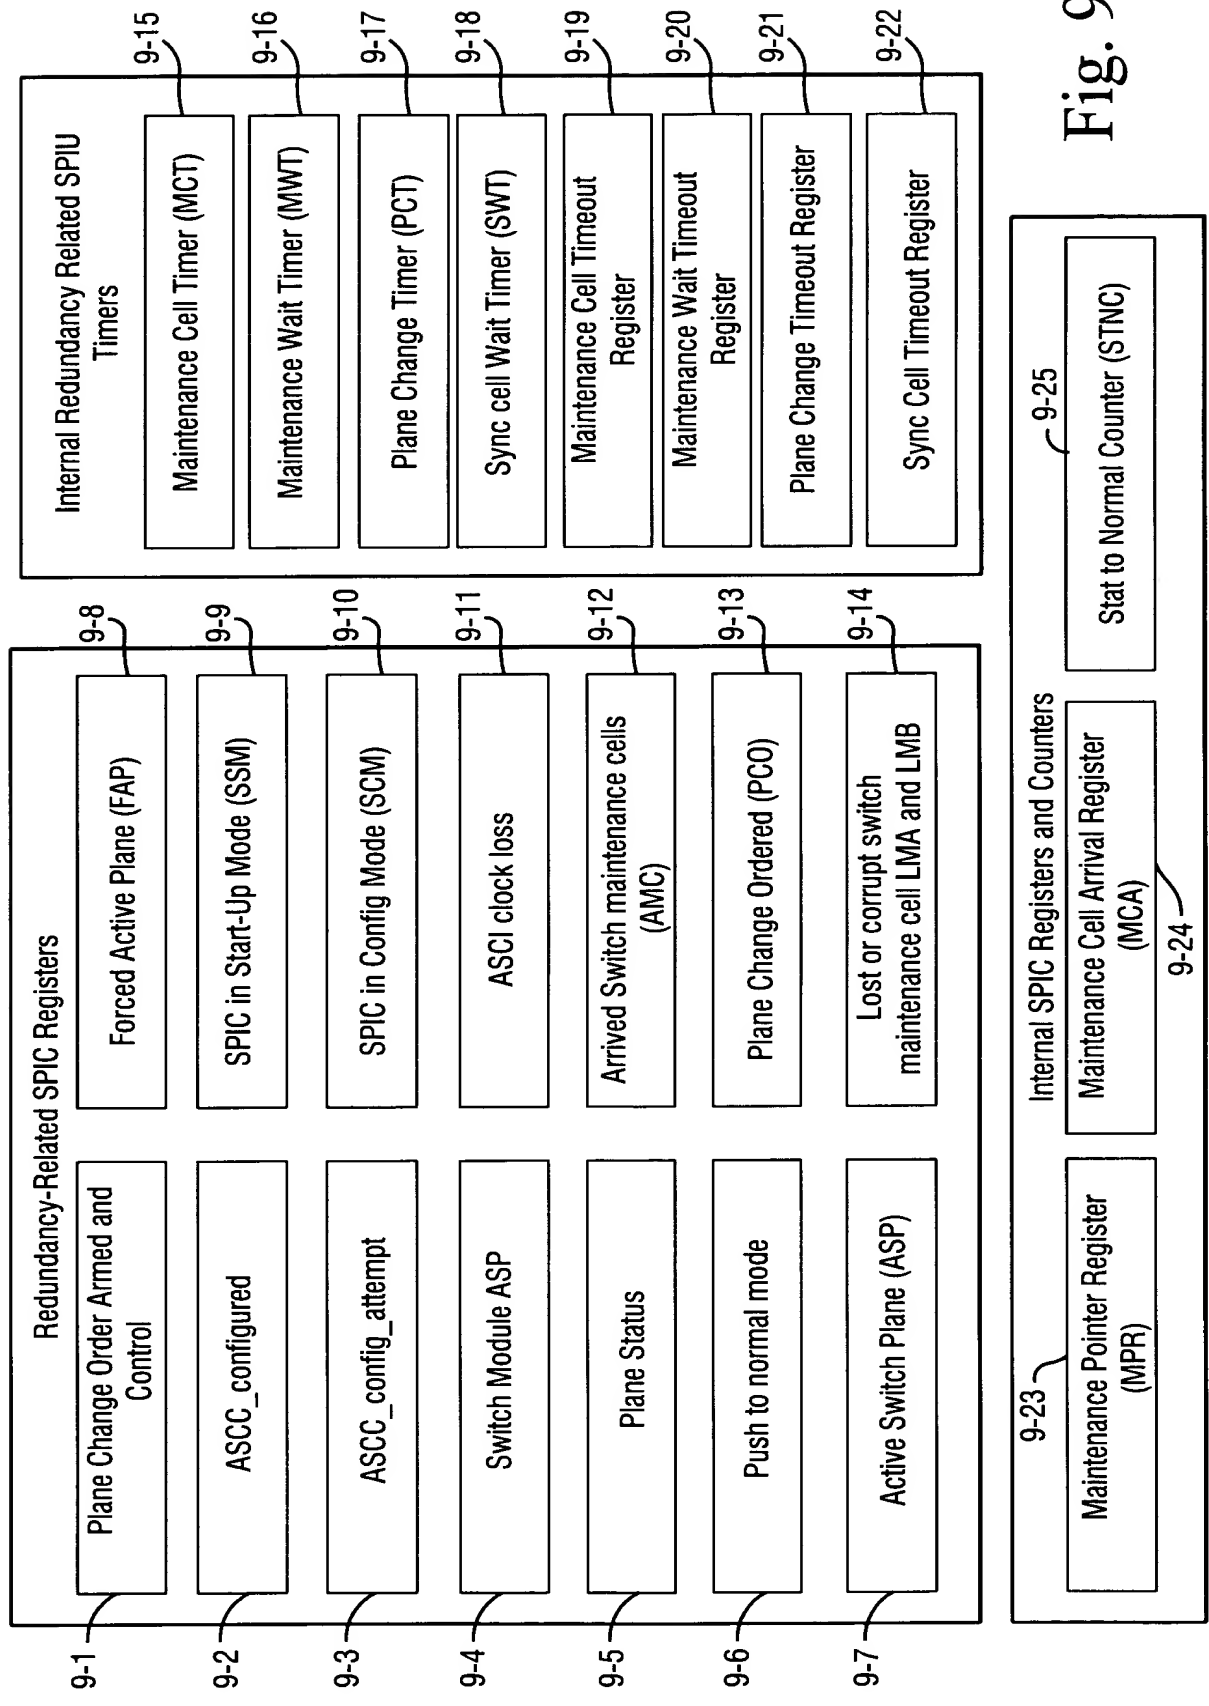 Redundancy-Related SPIC Registers
9-1
Plane Change Order Armed and
Control
9-2
ASCC_configured
9-3
ASCC_config_attempt
9-4
Switch Module ASP
9-5
Plane Status
9-6
Push to normal mode
9-7
Active Switch Plane (ASP)
9-8
Forced Active Plane (FAP)
9-9
SPIC in Start-Up Mode (SSM)
9-10
SPIC in Config Mode (SCM)
9-11
ASCI clock loss
9-12
Arrived Switch maintenance cells
(AMC)
9-13
Plane Change Ordered (PCO)
9-14
Lost or corrupt switch
maintenance cell LMA and LMB
Internal Redundancy Related SPIU
Timers
9-15
Maintenance Cell Timer (MCT)
9-16
Maintenance Wait Timer (MWT)
9-17
Plane Change Timer (PCT)
9-18
Sync cell Wait Timer (SWT)
9-19
Maintenance Cell Timeout
Register
9-20
Maintenance Wait Timeout
Register
9-21
Plane Change Timeout Register
9-22
Sync Cell Timeout Register
Internal SPIC Registers and Counters
9-23
Maintenance Pointer Register
(MPR)
Maintenance Cell Arrival Register
(MCA)
9-24
9-25
Stat to Normal Counter (STNC)
Fig. 9